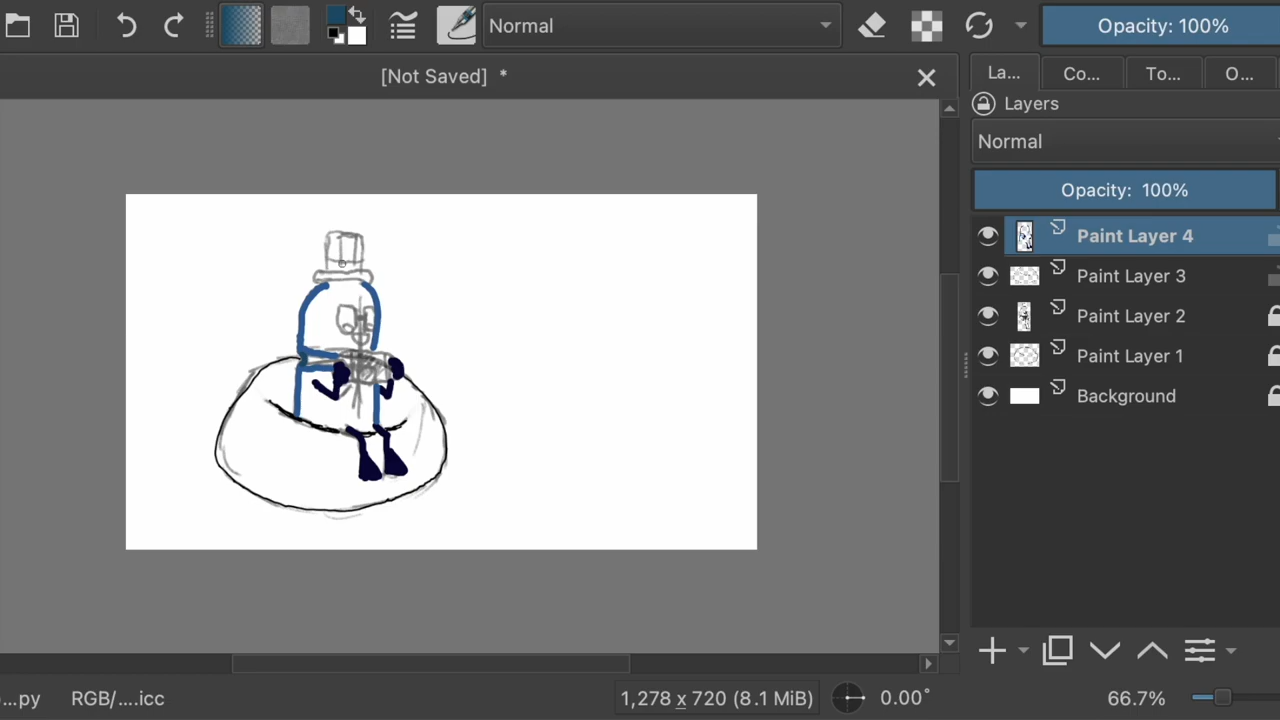 Normal
Opacity: 100%
[Not Saved] *
La... Co... To... O...
Layers
Normal
Opacity: 100%
Paint Layer 4
Paint Layer 3
Paint Layer 2
Paint Layer 1
Background
...py RGB/....icc 1,278 x 720 (8.1 MiB) 0.00° 66.7%